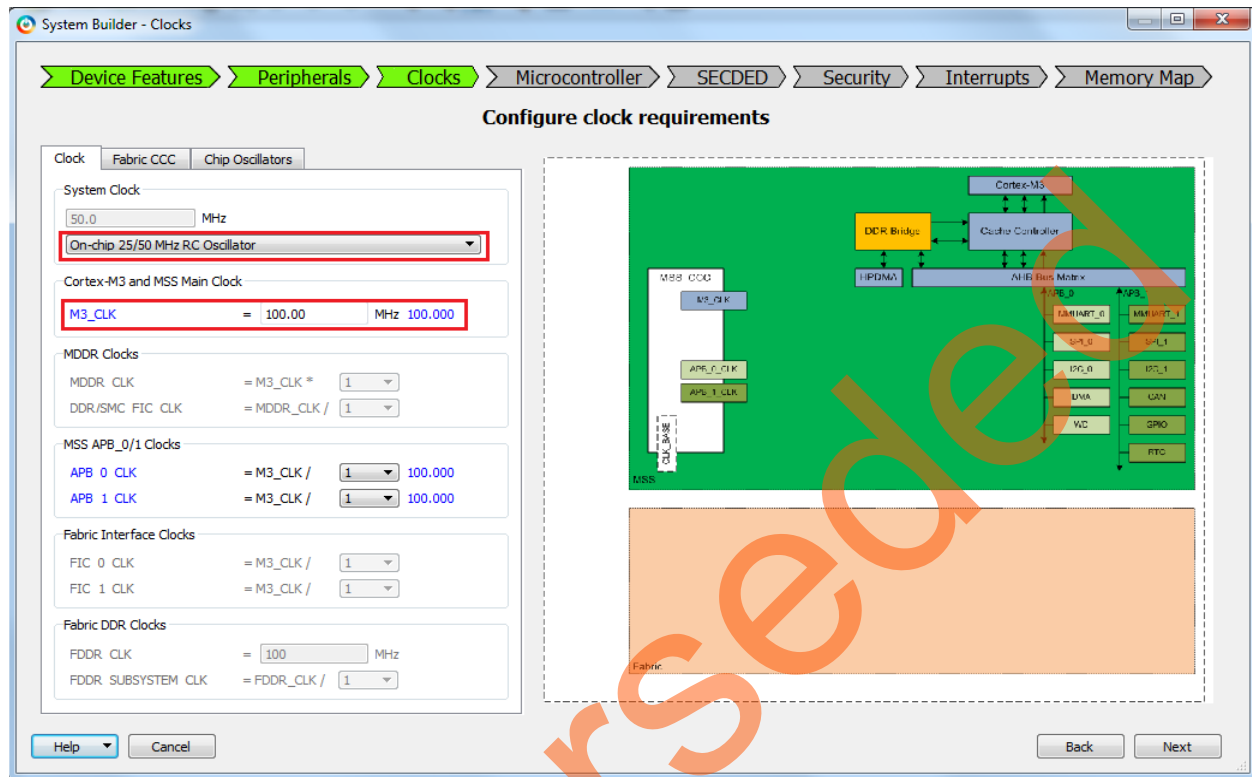 System Builder - Clocks
Device Features Peripherals Clocks Microcontroller SECDED Security Interrupts Memory Map
Configure clock requirements
Clock Fabric CCC Chip Oscillators
System Clock
50.0 MHz
On-chip 25/50 MHz RC Oscillator
Cortex-M3 and MSS Main Clock
M3_CLK = 100.00 MHz 100.000
MDDR Clocks
MDDR CLK = M3_CLK * 1
DDR/SMC FIC CLK = MDDR_CLK / 1
MSS APB_0/1 Clocks
APB 0 CLK = M3_CLK / 1 100.000
APB 1 CLK = M3_CLK / 1 100.000
Fabric Interface Clocks
FIC 0 CLK = M3_CLK / 1
FIC 1 CLK = M3_CLK / 1
Fabric DDR Clocks
FDDR CLK = 100 MHz
FDDR SUBSYSTEM CLK = FDDR_CLK / 1
Cortex-M3
DDR Bridge Cache Controller
MSS CCC HPDMA AHB Bus Matrix
M3_CLK APB_0 APB_
MMUART_0 MMUART_1
SPI_0 SPI_1
APB_0_CLK I2C_0 I2C_1
APB_1_CLK CAN
CLK_BASE GPIO
RTC
MSS
Fabric
rseded
Help Cancel Back Next